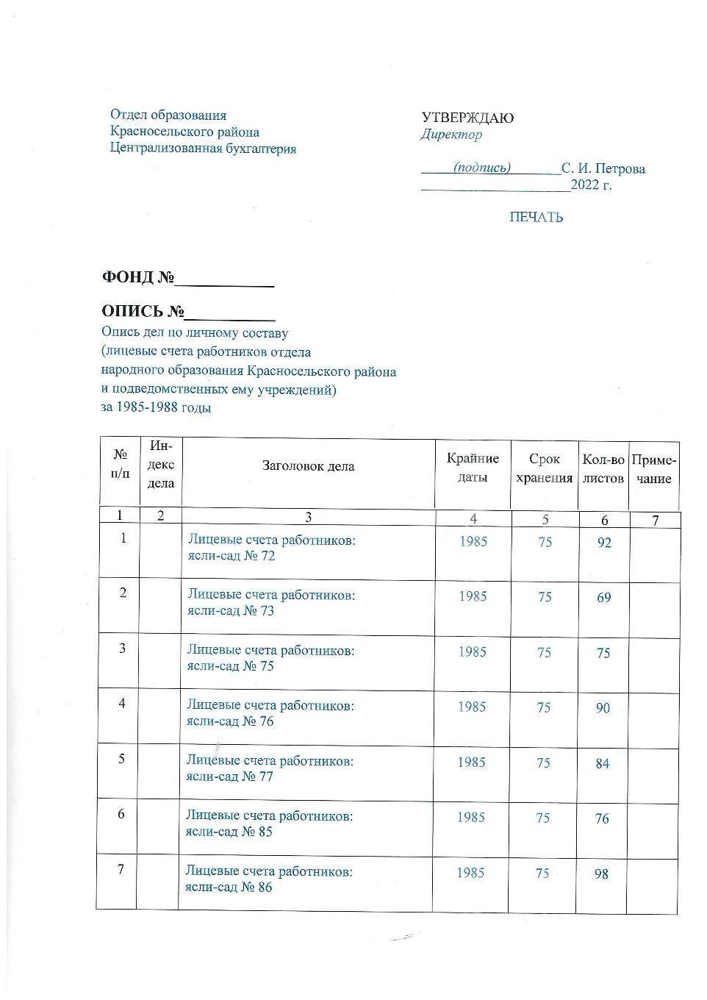 Отдел образования
Красносельского района
Централизованная бухгалтерия
УТВЕРЖДАЮ
Директор
_____(подпись)________С. И. Петрова
______________________2022 г.
ПЕЧАТЬ
ФОНД №____________
ОПИСЬ №___________
Опись дел по личному составу
(лицевые счета работников отдела
народного образования Красносельского района
и подведомственных ему учреждений)
за 1985-1988 годы
№ п/п Ин-декс дела Заголовок дела Крайние даты Срок хранения Кол-во листов Приме-чание
1 2 3 4 5 6 7
1 Лицевые счета работников: 1985 75 92
ясли-сад № 72
2 Лицевые счета работников: 1985 75 69
ясли-сад № 73
3 Лицевые счета работников: 1985 75 75
ясли-сад № 75
4 Лицевые счета работников: 1985 75 90
ясли-сад № 76
5 Лицевые счета работников: 1985 75 84
ясли-сад № 77
6 Лицевые счета работников: 1985 75 76
ясли-сад № 85
7 Лицевые счета работников: 1985 75 98
ясли-сад № 86